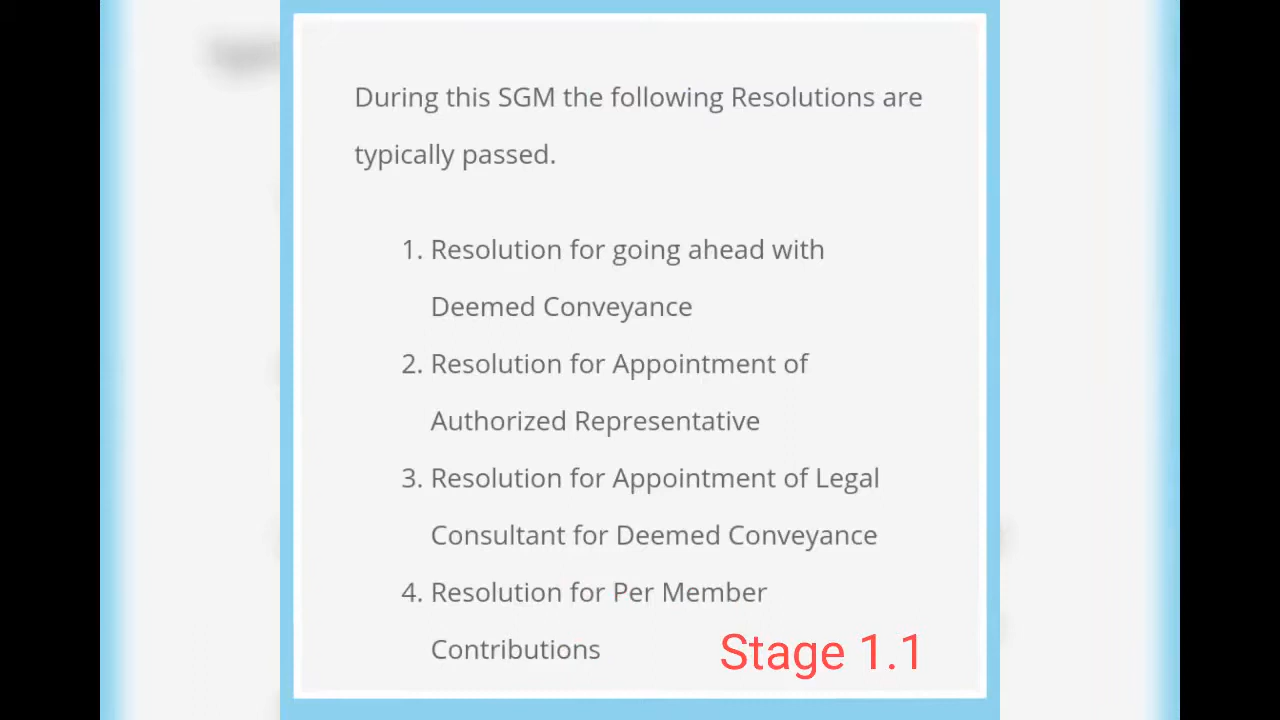 During this SGM the following Resolutions are
typically passed.
1. Resolution for going ahead with
Deemed Conveyance
2. Resolution for Appointment of
Authorized Representative
3. Resolution for Appointment of Legal
Consultant for Deemed Conveyance
4. Resolution for Per Member
Contributions
Stage 1.1